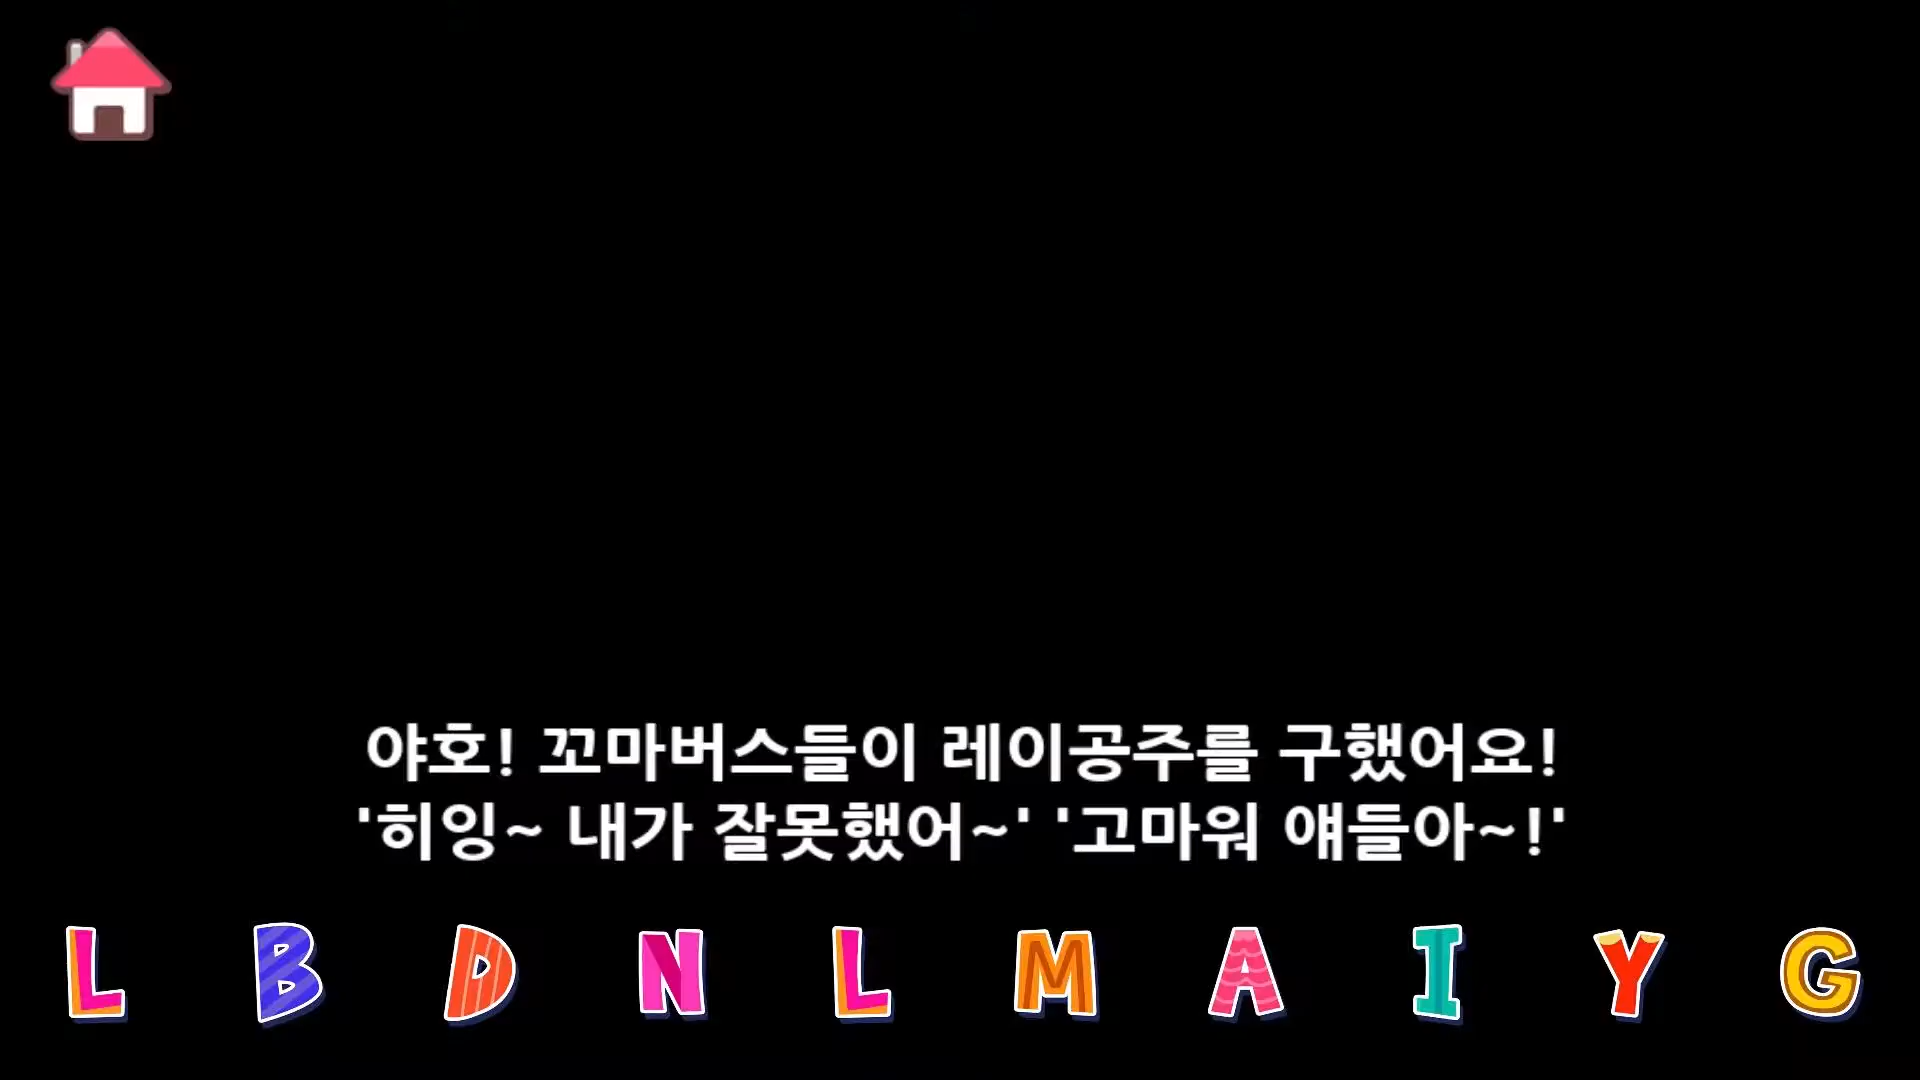 야호! 꼬마버스들이 레이공주를 구했어요!
'히잉~ 내가 잘못했어~' '고마워 얘들아~!'
L B D N L M A I Y G